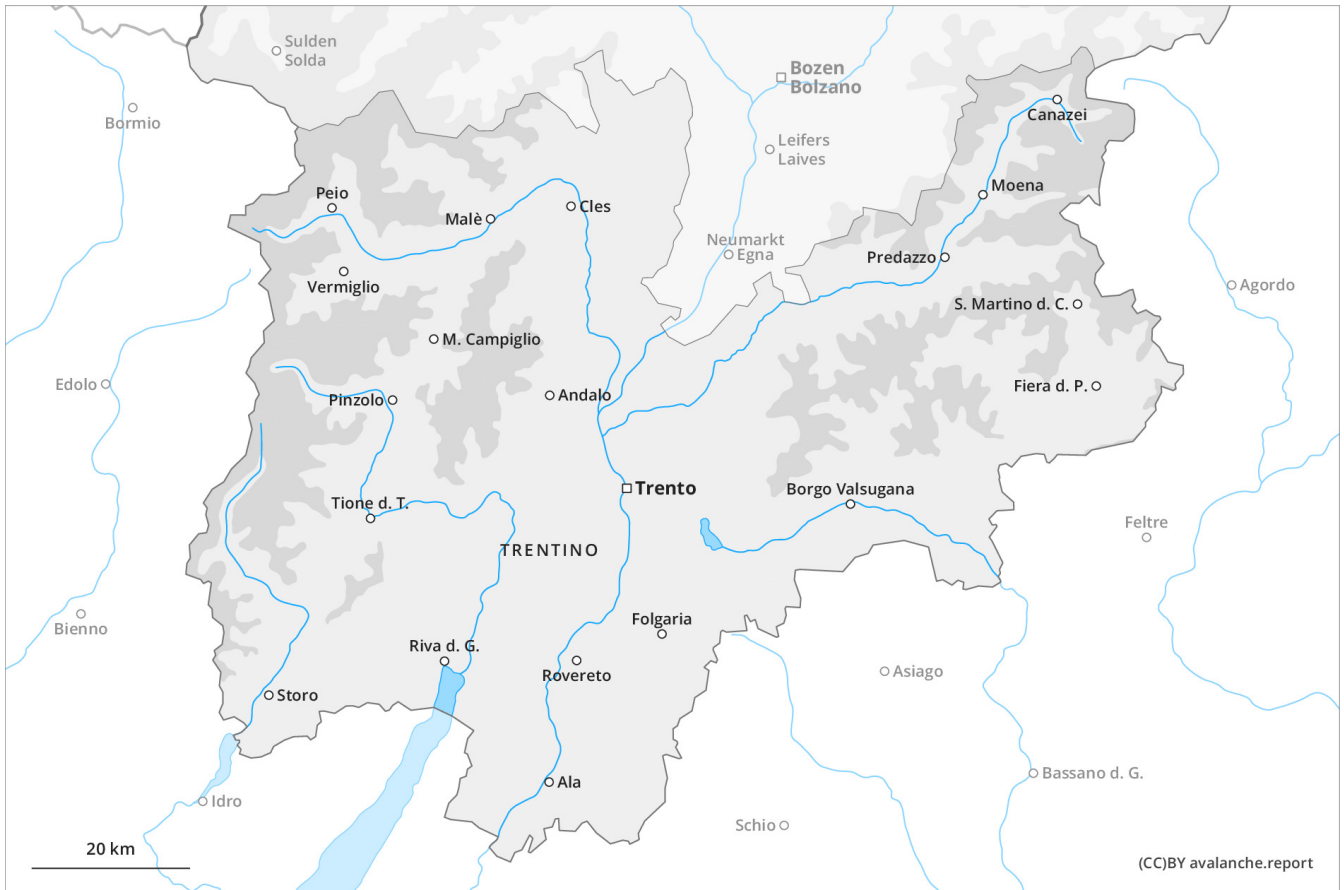 Sulden
Solda
Bozen
Bolzano
Bormio
Canazei
Leifers
Laives
Peio
Moena
Malè
Cles
Neumarkt
Egna
Predazzo
Vermiglio
Agordo
S. Martino d. C.
M. Campiglio
Edolo
Fiera d. P.
Pinzolo
Andalo
Trento
Borgo Valsugana
Tione d. T.
Feltre
TRENTINO
Bienno
Folgaria
Riva d. G.
Rovereto
Asiago
Storo
Bassano d. G.
Ala
Idro
Schio
20 km
(CC)BY avalanche.report